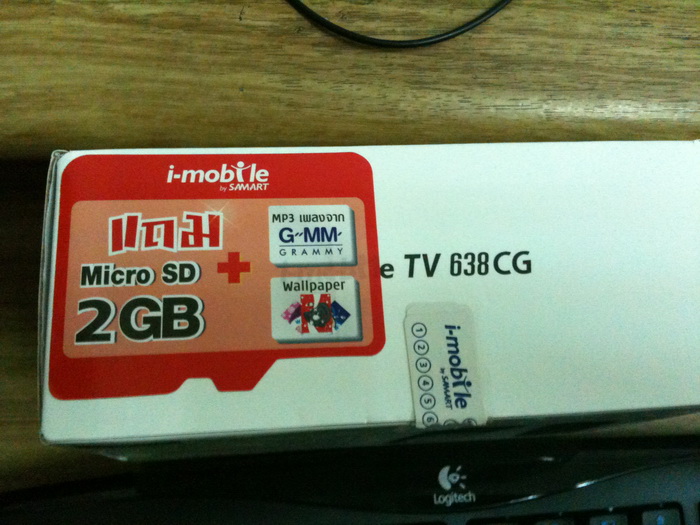 i-mobile
by SAMART
แถม
Micro SD
2GB
+
MP3 เพลงจาก
G"MM'
GRAMMY
Wallpaper
e TV 638CG
i-mobile
by SAMART
1 2 3 4 5 6
Logitech